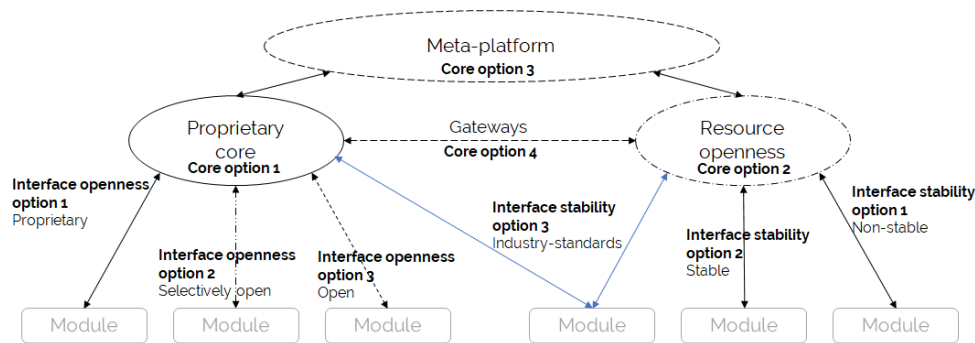 Meta-platform
Core option 3
Proprietary
core
Core option 1
Gateways
Core option 4
Resource
openness
Core option 2
Interface openness
option 1
Proprietary
Interface openness
option 2
Selectively open
Interface openness
option 3
Open
Interface stability
option 3
Industry-standards
Interface stability
option 2
Stable
Interface stability
option 1
Non-stable
Module
Module
Module
Module
Module
Module